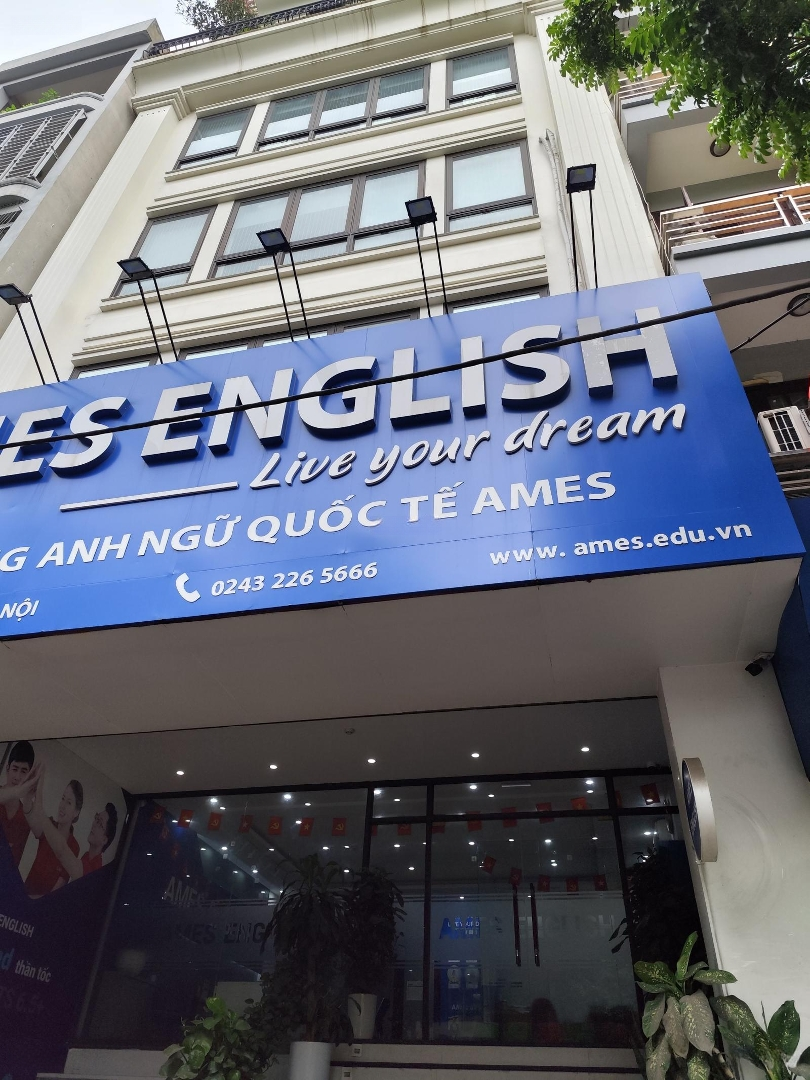 ES ENGLISH
Live your dream
G ANH NGỮ QUỐC TẾ AMES
NỘI
0243 226 5666
www. ames.edu.vn
ENGLISH
thần tốc